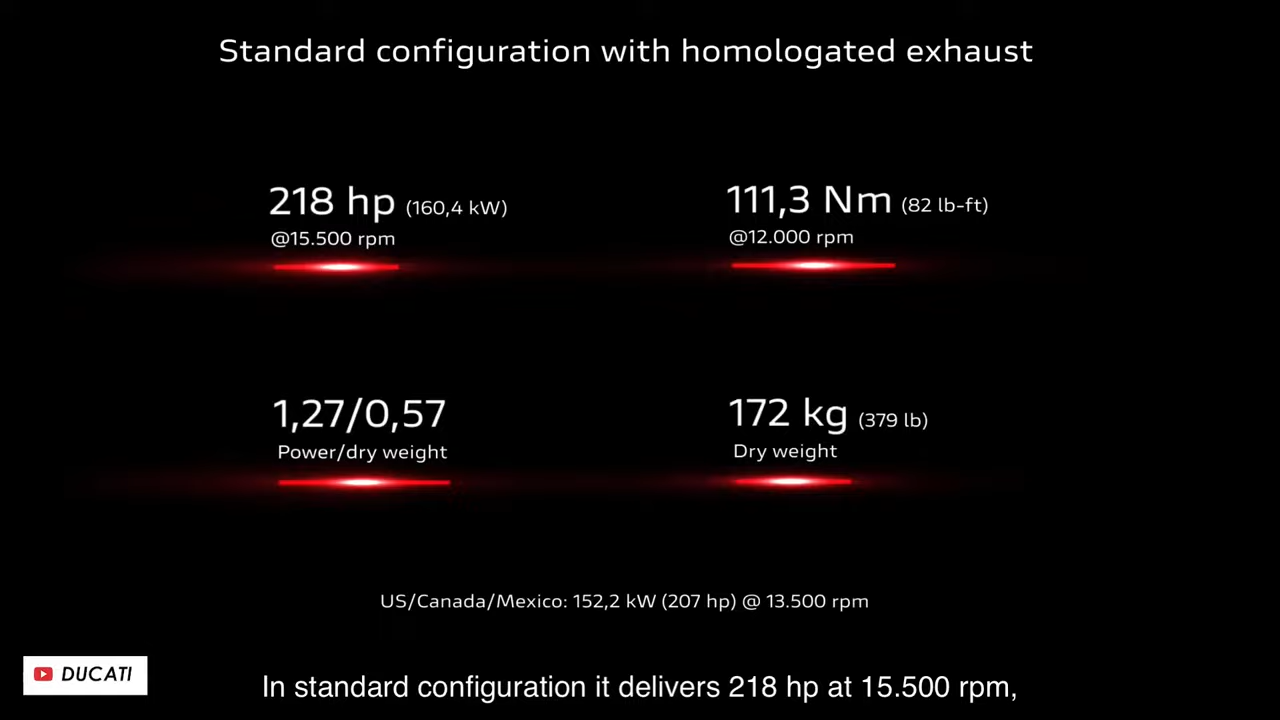 Standard configuration with homologated exhaust
218 hp (160,4 kW)
@15.500 rpm
111,3 Nm (82 lb-ft)
@12.000 rpm
1,27/0,57
Power/dry weight
172 kg (379 lb)
Dry weight
US/Canada/Mexico: 152,2 kW (207 hp) @ 13.500 rpm
DUCATI
In standard configuration it delivers 218 hp at 15.500 rpm,